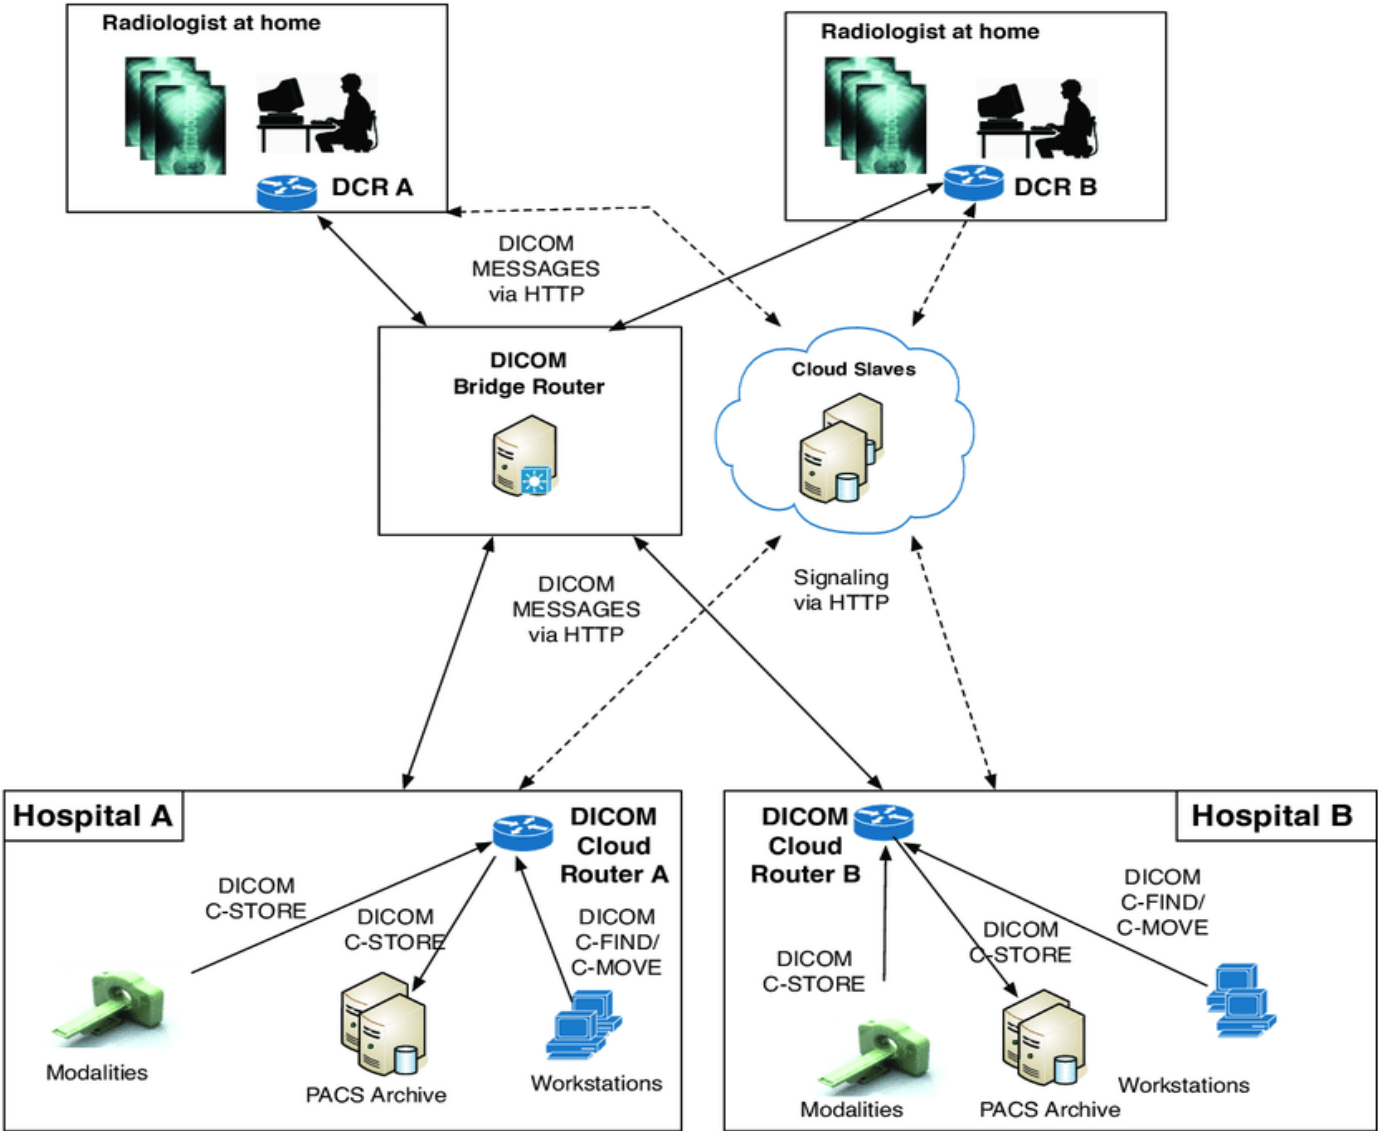 Radiologist at home
DCR A
Radiologist at home
DCR B
DICOM
MESSAGES
via HTTP
DICOM
Bridge Router
Cloud Slaves
DICOM
MESSAGES
via HTTP
Signaling
via HTTP
Hospital A
DICOM
Cloud
Router A
DICOM
C-STORE
DICOM
C-STORE
DICOM
C-FIND/
C-MOVE
Modalities
PACS Archive
Workstations
Hospital B
DICOM
Cloud
Router B
DICOM
C-FIND/
C-MOVE
DICOM
C-STORE
DICOM
C-STORE
Modalities
PACS Archive
Workstations